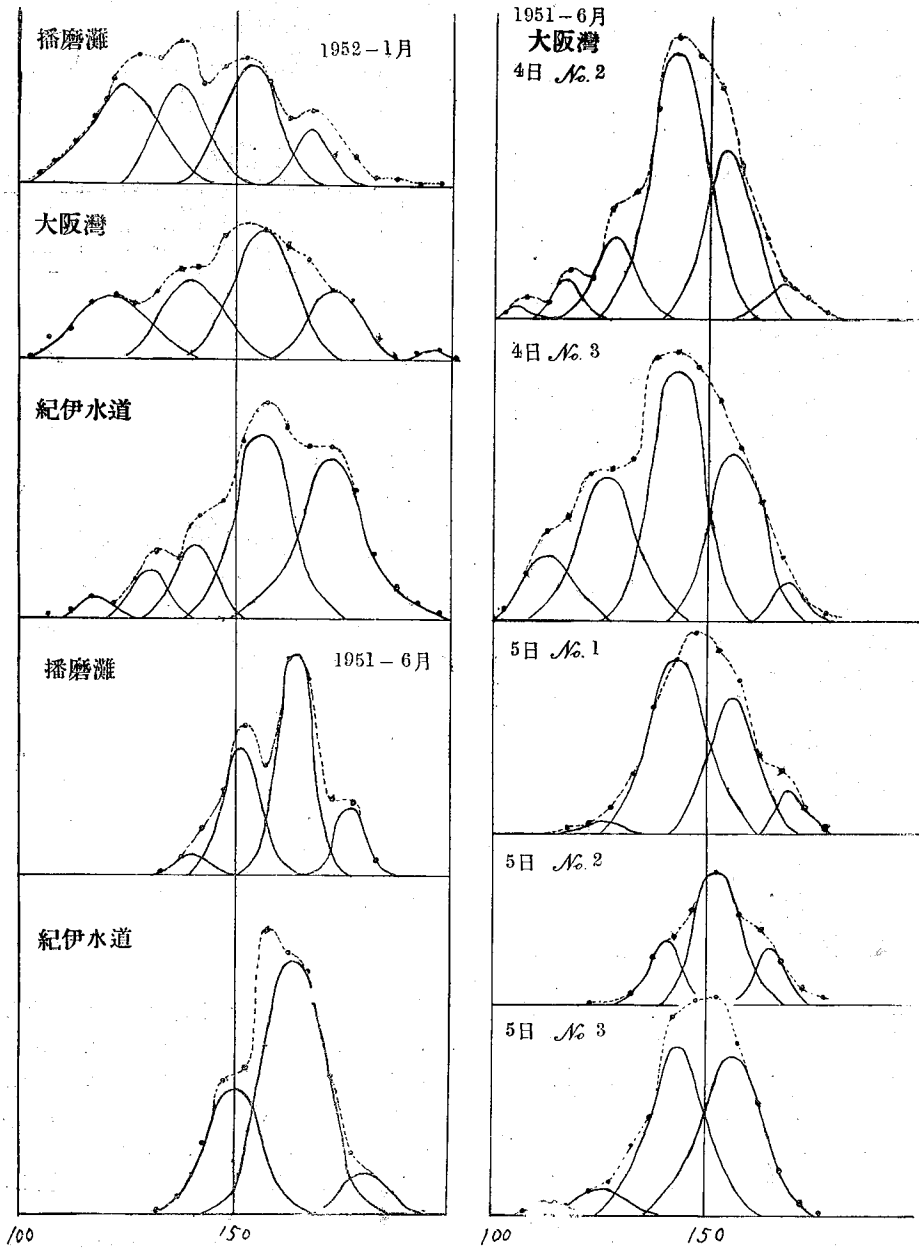 播磨灘
1952-1月
大阪灣
紀伊水道
播磨灘
1951-6月
紀伊水道
100 150
1951-6月
大阪灣
4日 No.2
4日 No.3
5日 No.1
5日 No.2
5日 No 3
100 150